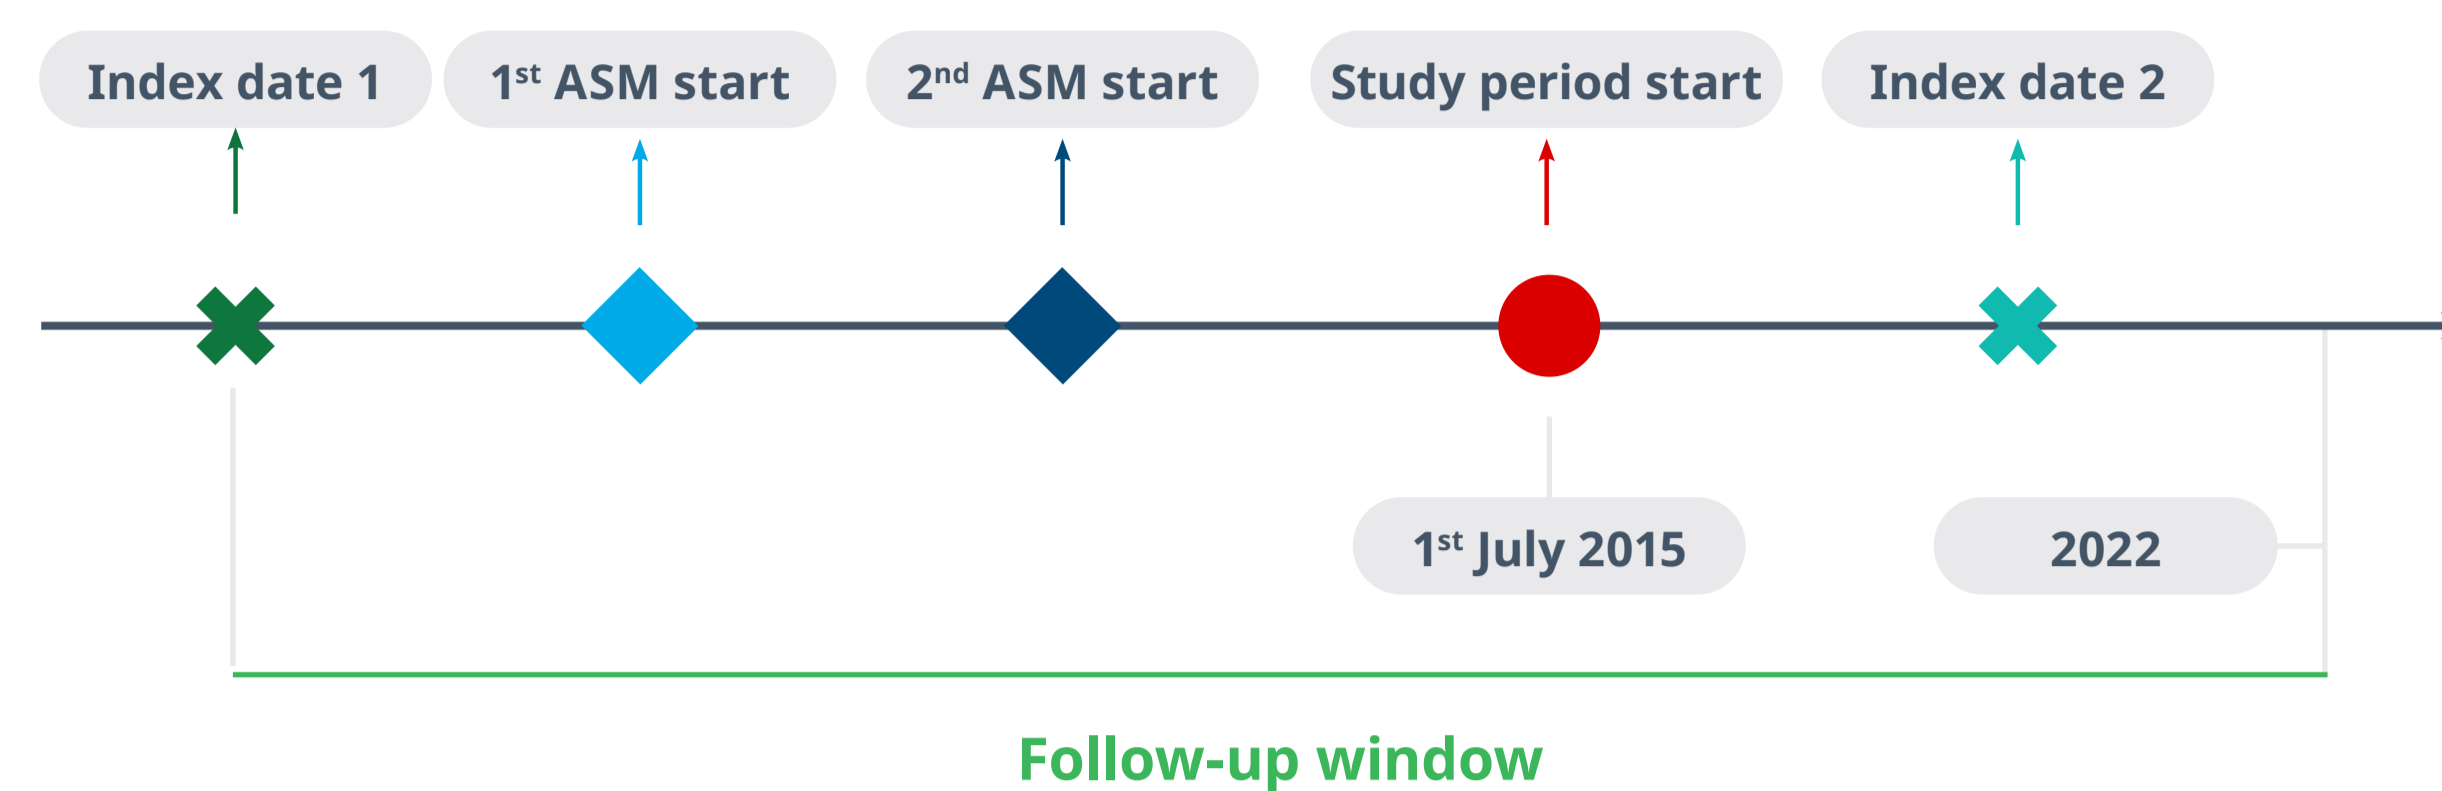 Index date 1
1st ASM start
2nd ASM start
Study period start
Index date 2
1st July 2015
2022
Follow-up window